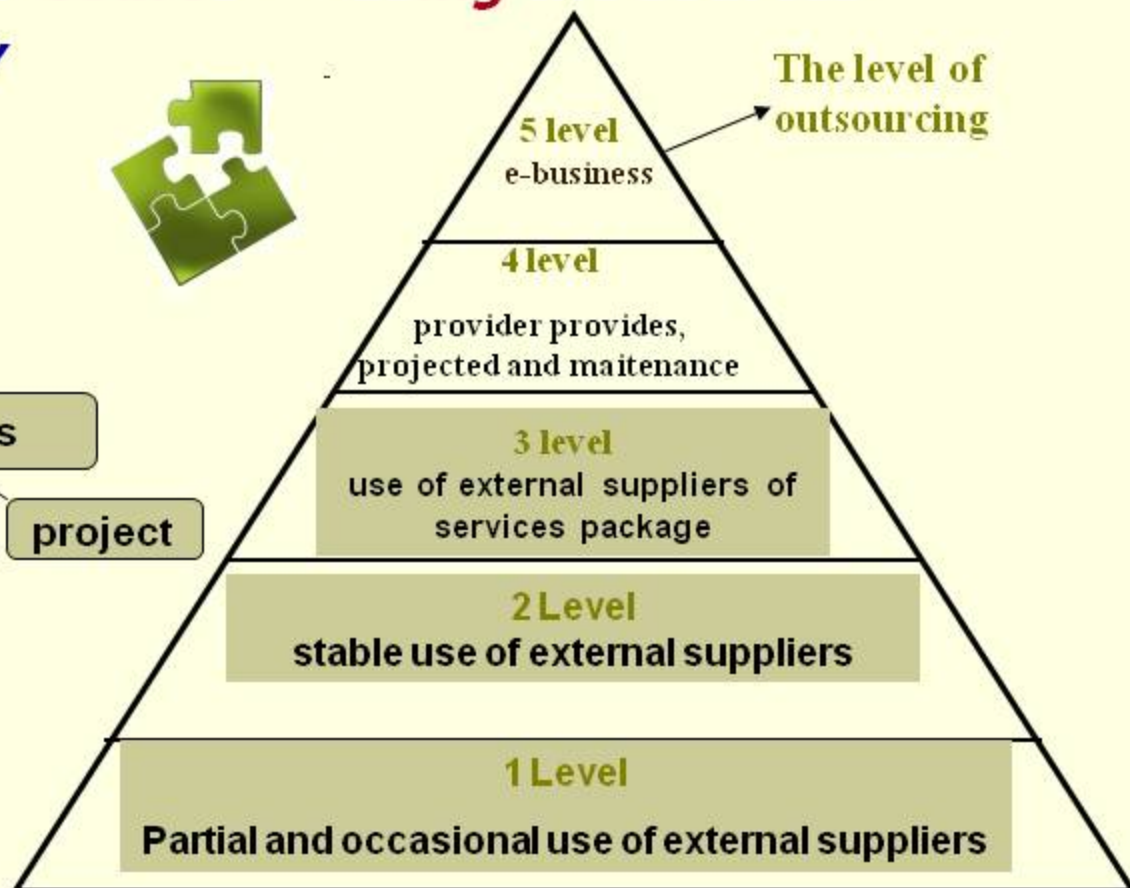 The level of
outsourcing
5 level
e-business
4 level
provider provides,
projected and maitenance
s
project
3 level
use of external suppliers of
services package
2 Level
stable use of external suppliers
1 Level
Partial and occasional use of external suppliers